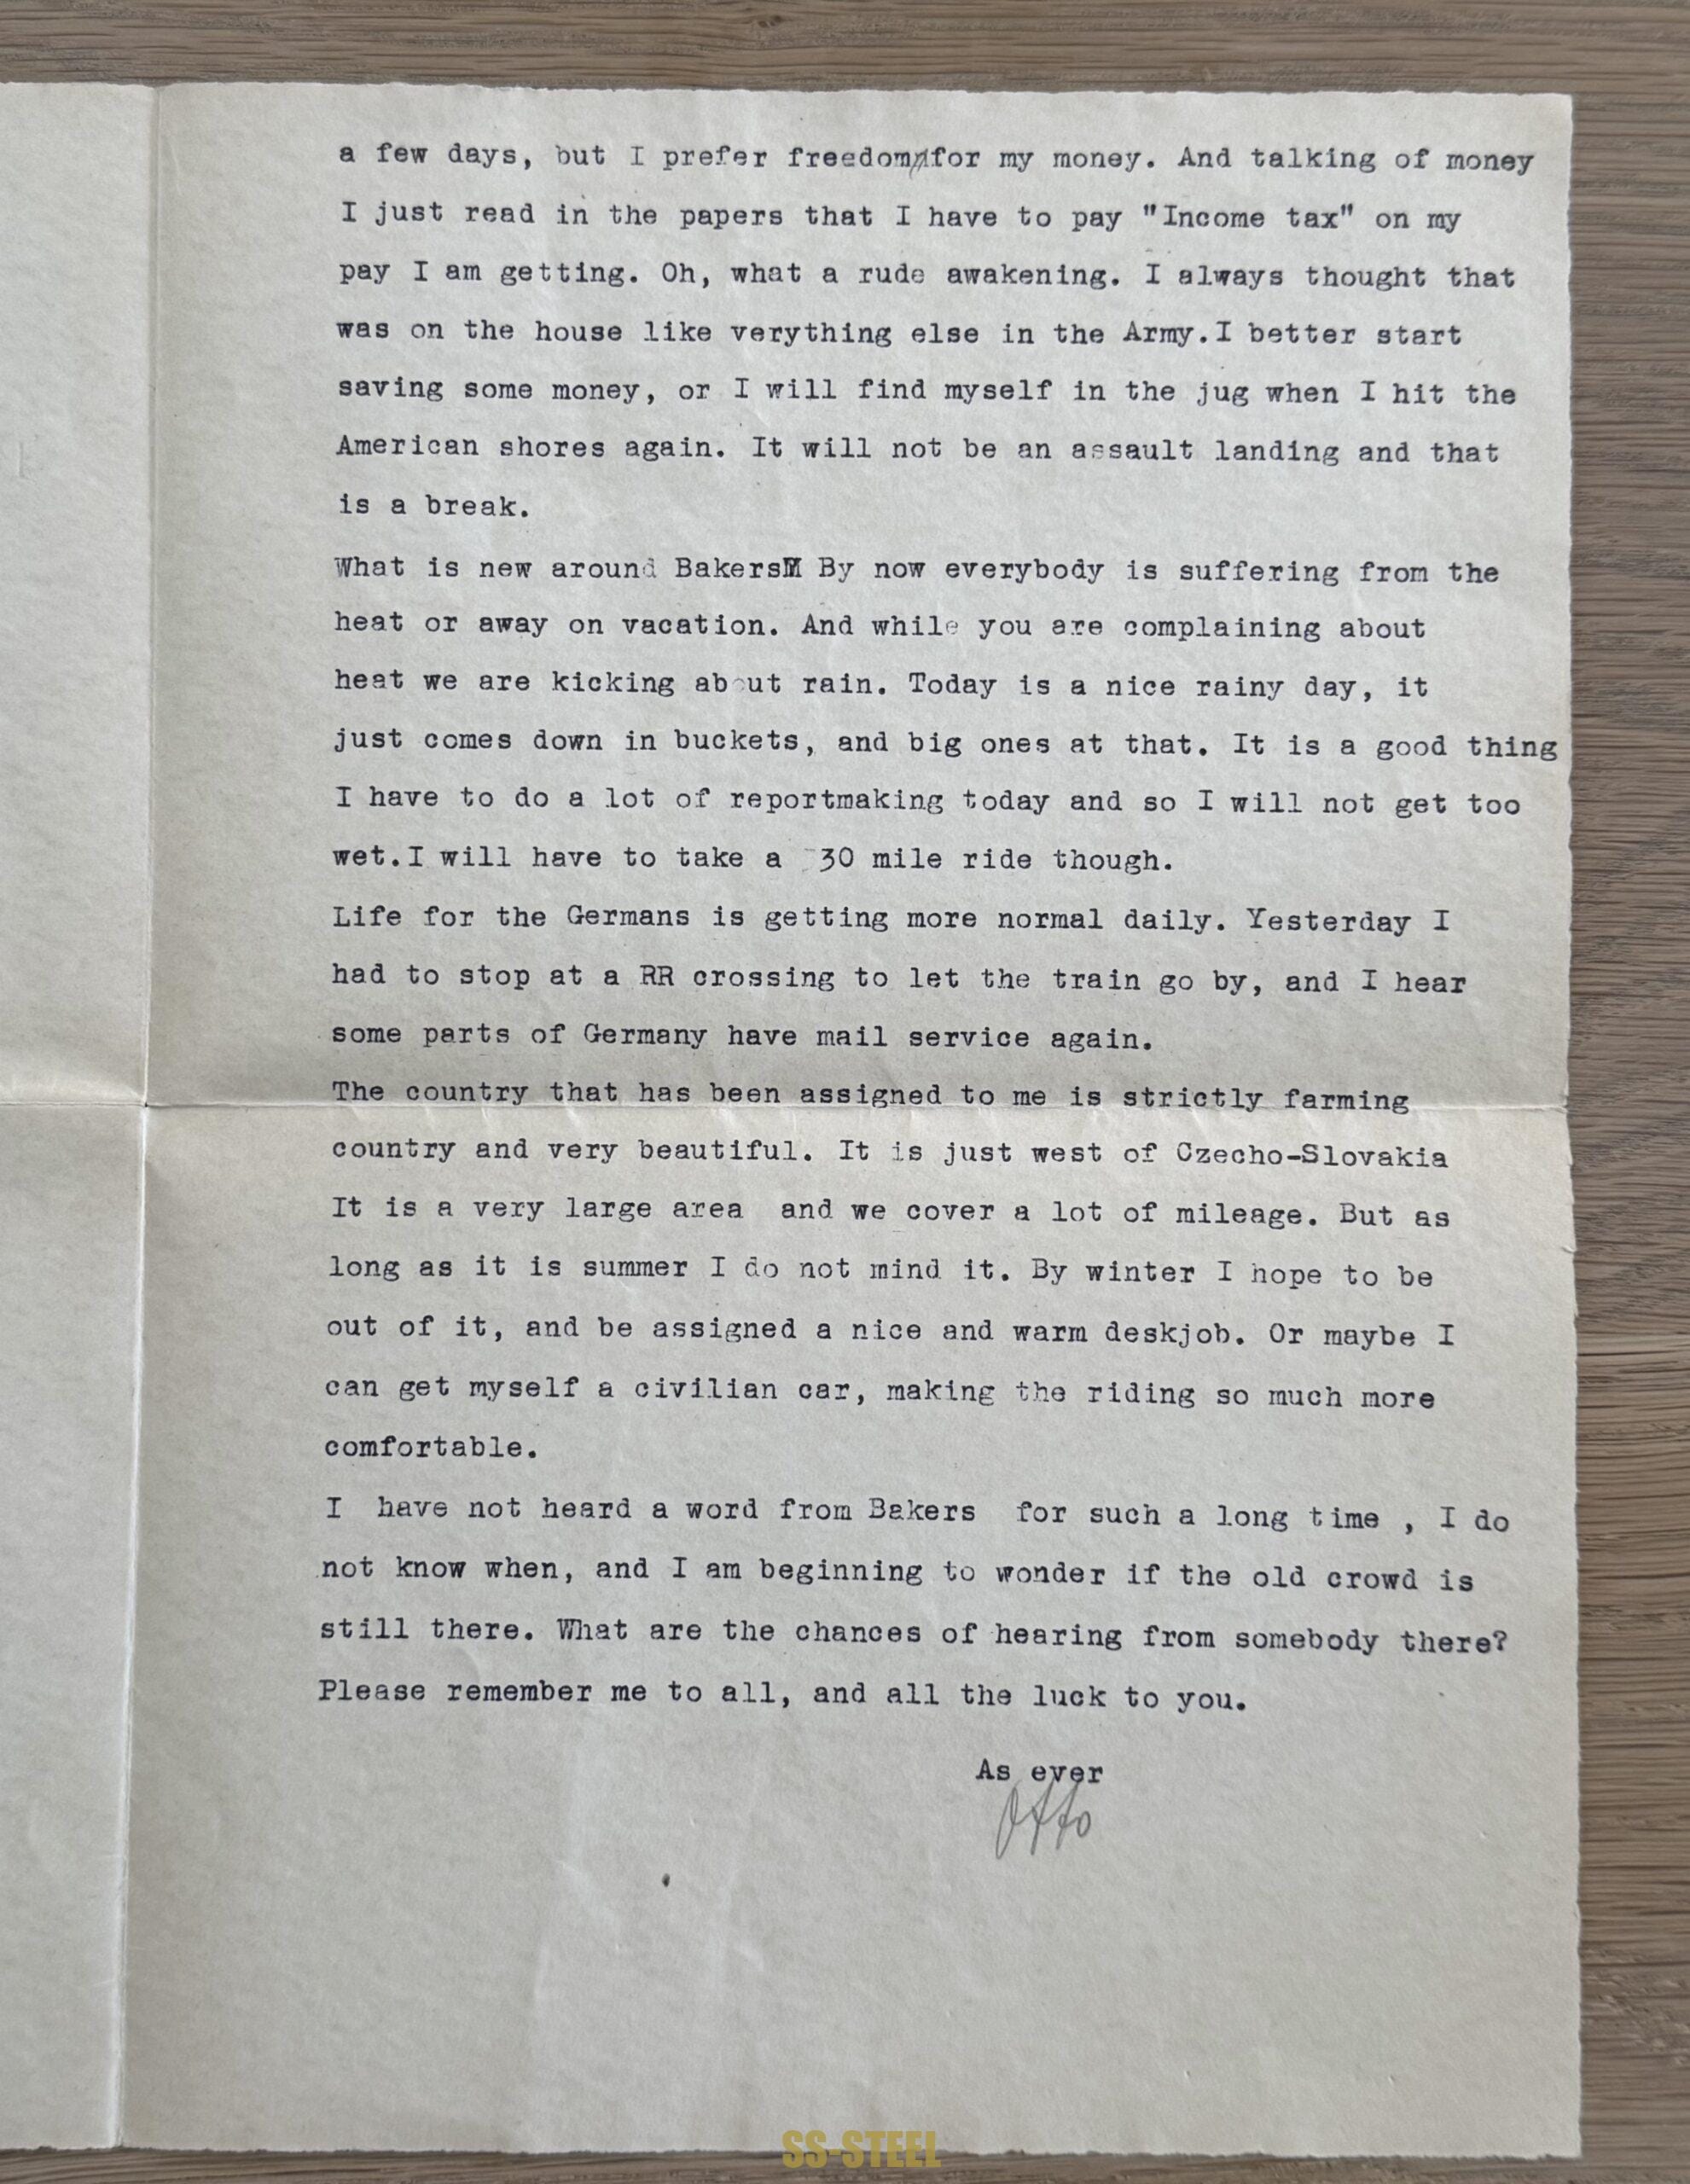 a few days, but I prefer freedom for my money. And talking of money
I just read in the papers that I have to pay "Income tax" on my
pay I am getting. Oh, what a rude awakening. I always thought that
was on the house like verything else in the Army.I better start
saving some money, or I will find myself in the jug when I hit the
American shores again. It will not be an assault landing and that
is a break.
What is new around Bakers By now everybody is suffering from the
heat or away on vacation. And while you are complaining about
heat we are kicking about rain. Today is a nice rainy day, it
just comes down in buckets, and big ones at that. It is a good thing
I have to do a lot of reportmaking today and so I will not get too
wet.I will have to take a 30 mile ride though.
Life for the Germans is getting more normal daily. Yesterday I
had to stop at a RR crossing to let the train go by, and I hear
some parts of Germany have mail service again.
The country that has been assigned to me is strictly farming
country and very beautiful. It is just west of Czecho-Slovakia
It is a very large area and we cover a lot of mileage. But as
long as it is summer I do not mind it. By winter I hope to be
out of it, and be assigned a nice and warm deskjob. Or maybe I
can get myself a civilian car, making the riding so much more
comfortable.
I have not heard a word from Bakers for such a long time , I do
not know when, and I am beginning to wonder if the old crowd is
still there. What are the chances of hearing from somebody there?
Please remember me to all, and all the luck to you.
As ever
Otto
SS-STEEL